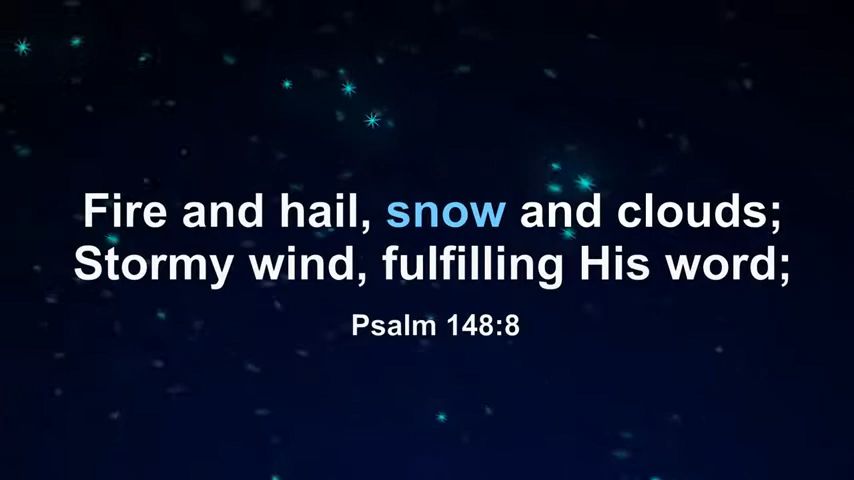 Fire and hail, snow and clouds;
Stormy wind, fulfilling His word;
Psalm 148:8